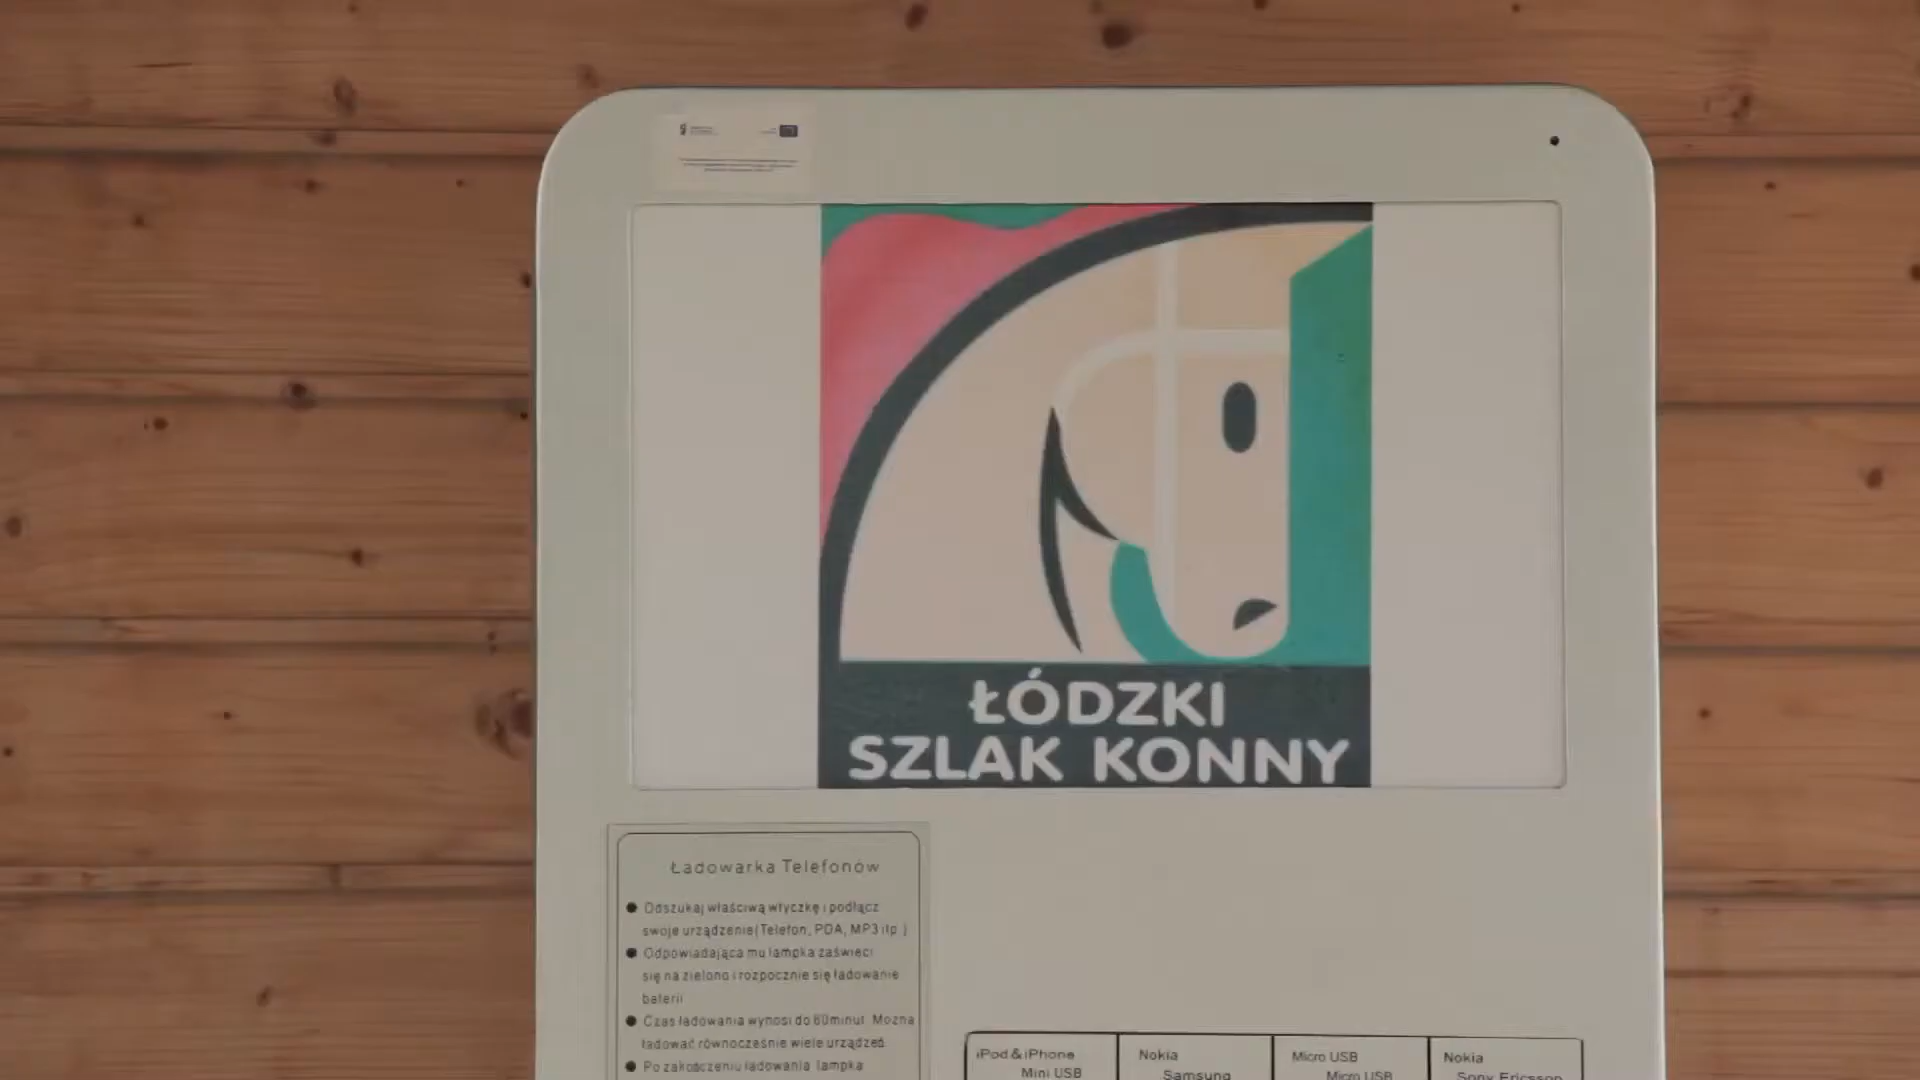 ŁÓDZKI
SZLAK KONNY
Ładowarka Telefonów
Odszukaj właściwą wtyczkę i podłącz
swoje urządzenie(Telefon, PDA, MP3 itp.)
Odpowiadająca mu lampka zaświeci
się na zielono i rozpocznie się ładowanie
baterii
Czas ładowania wynosi do 60minut. Można
ładować równocześnie wiele urządzeń
Po zakończeniu ładowania lampka
iPod & iPhone
Mini USB
Nokia
Samsung
Micro USB
Micro USB
Nokia
Sony Ericsson